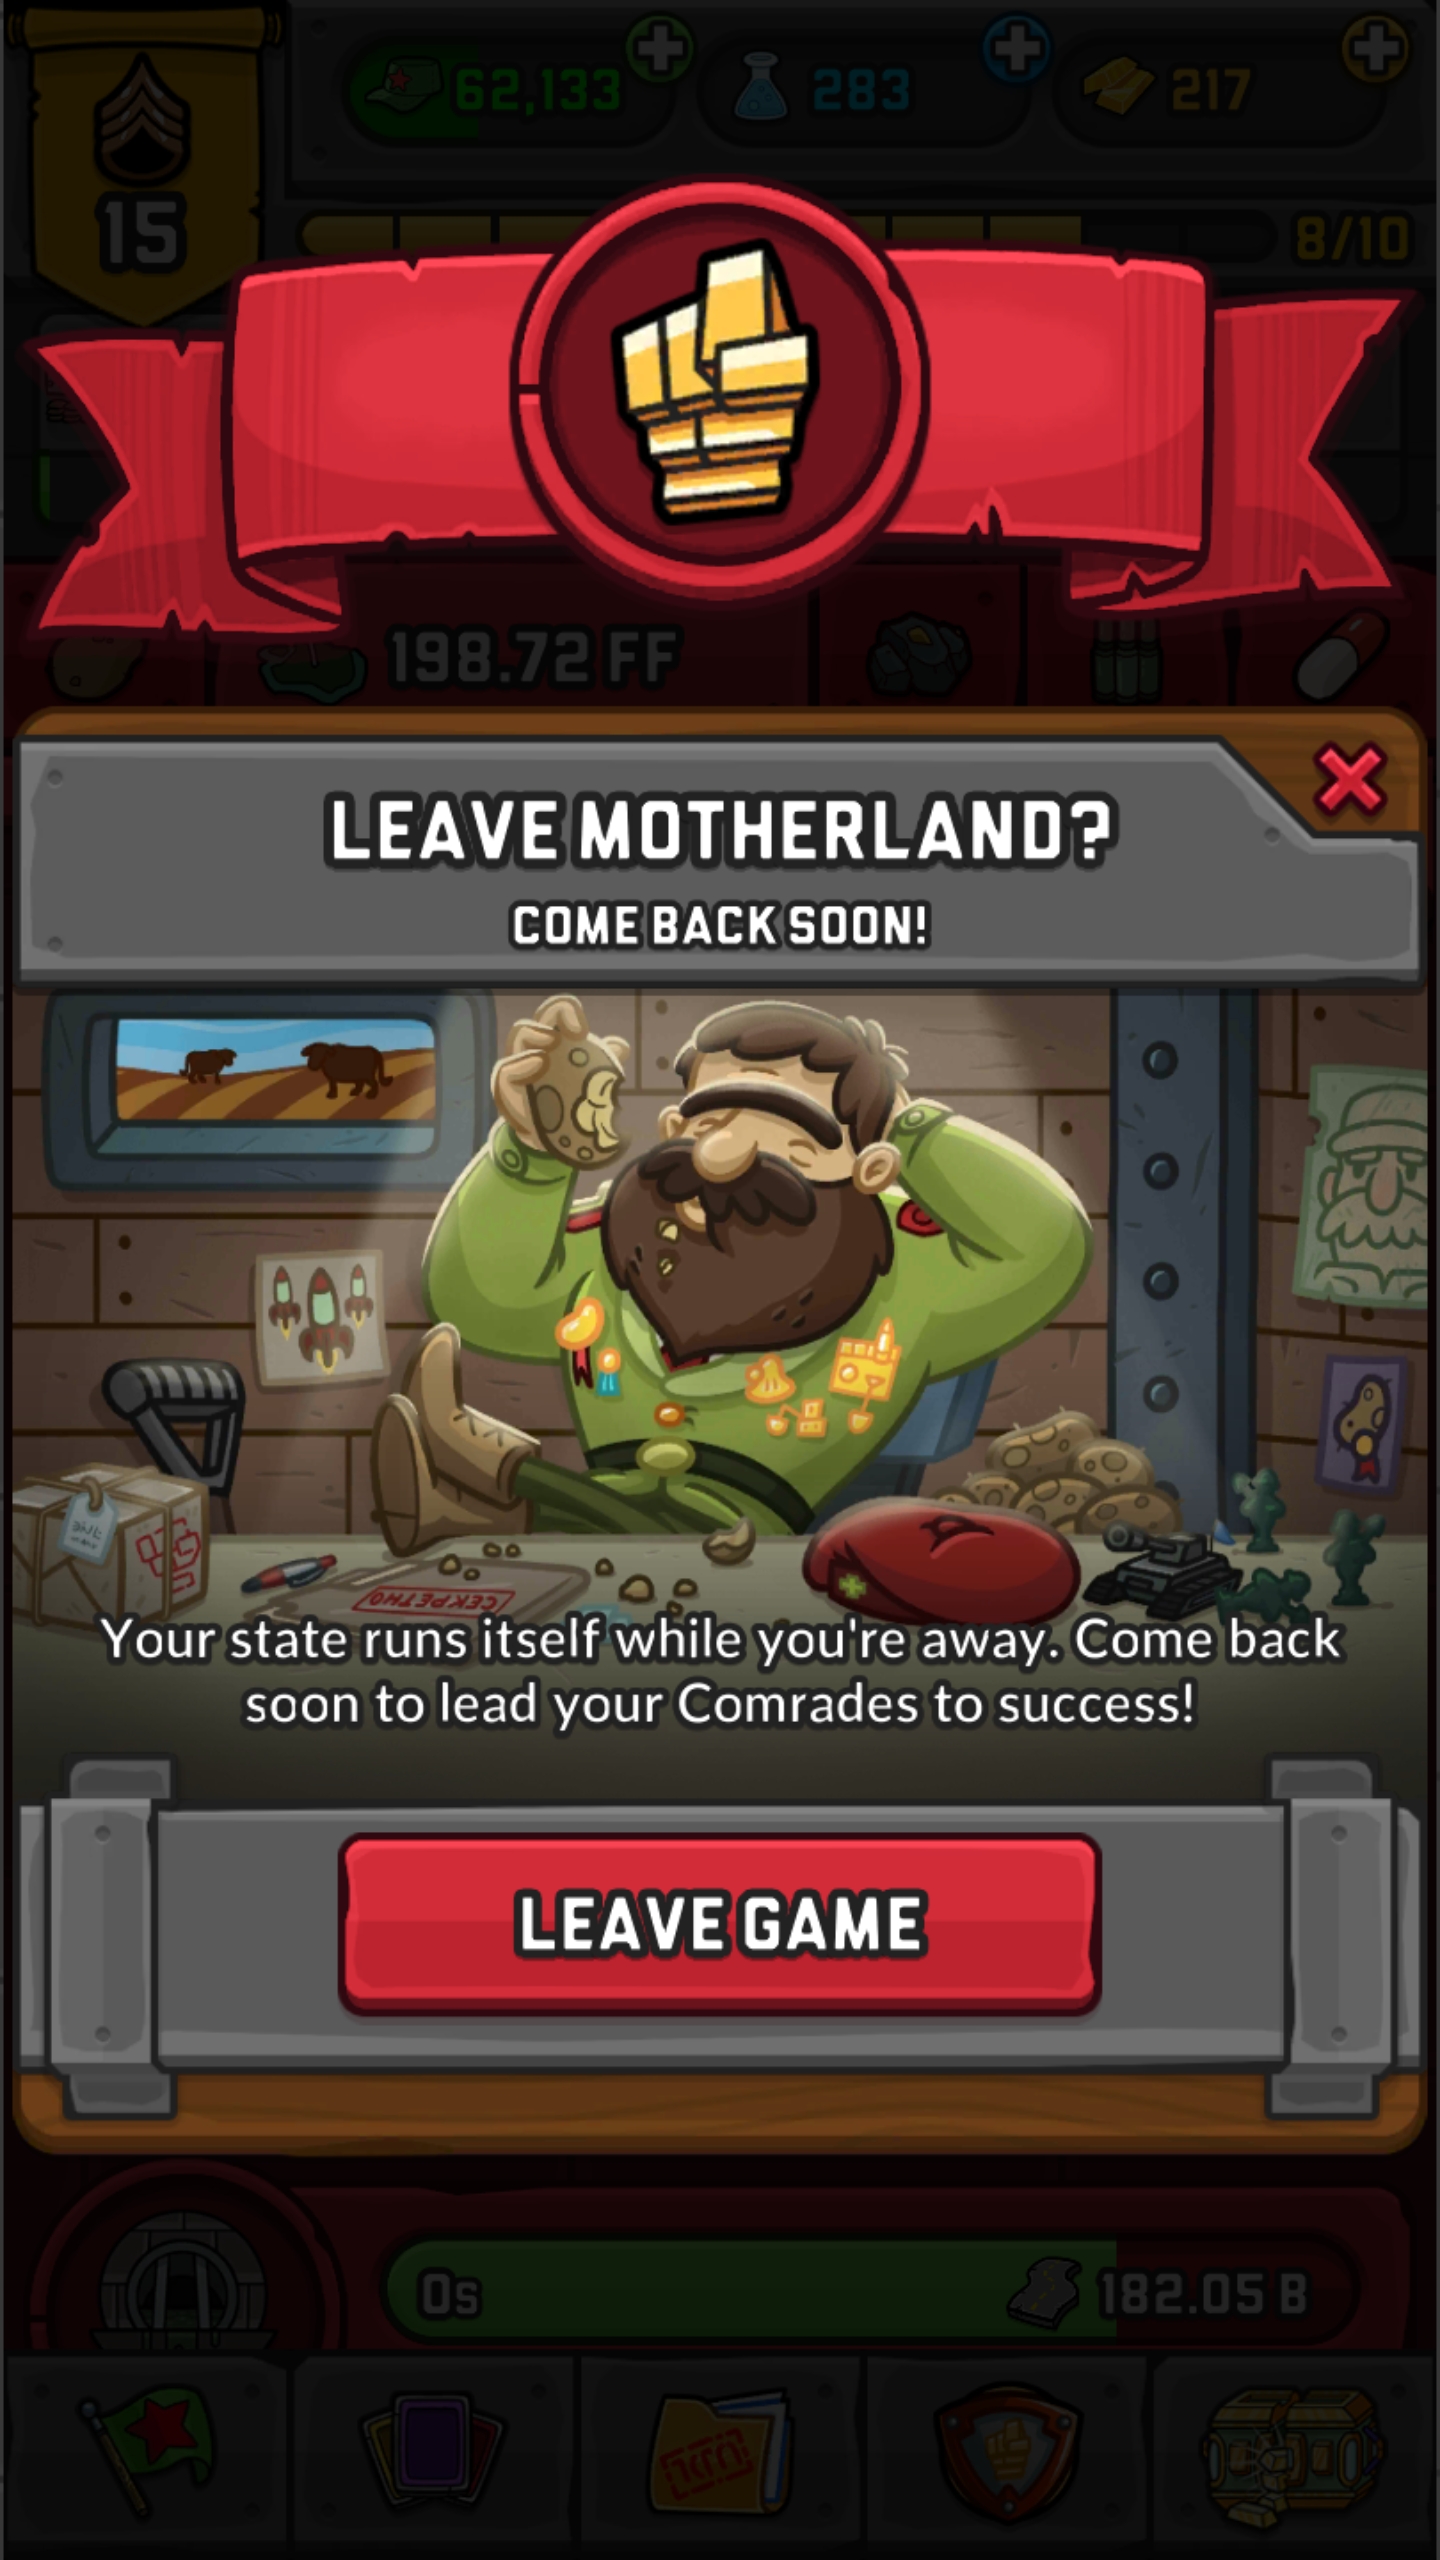 62,133
283
217
15
8/10
198.72 FF
LEAVE MOTHERLAND?
COME BACK SOON!
СЕКРЕТНО
Your state runs itself while you're away. Come back
soon to lead your Comrades to success!
LEAVE GAME
0s
182.05 B